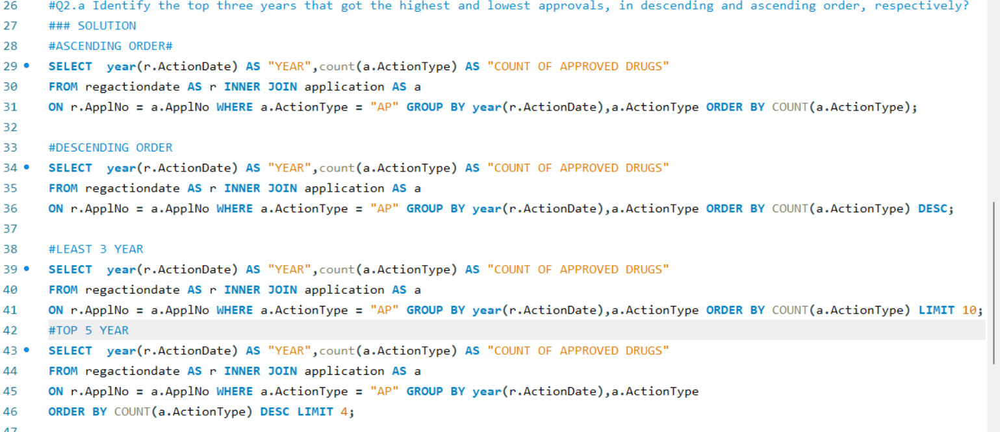 26 #Q2.a Identify the top three years that got the highest and lowest approvals, in descending and ascending order, respectively?
27 ### SOLUTION
28 #ASCENDING ORDER#
29 SELECT  year(r.ActionDate) AS "YEAR",count(a.ActionType) AS "COUNT OF APPROVED DRUGS"
30 FROM regactiondate AS r INNER JOIN application AS a
31 ON r.ApplNo = a.ApplNo WHERE a.ActionType = "AP" GROUP BY year(r.ActionDate),a.ActionType ORDER BY COUNT(a.ActionType);
32
33 #DESCENDING ORDER
34 SELECT  year(r.ActionDate) AS "YEAR",count(a.ActionType) AS "COUNT OF APPROVED DRUGS"
35 FROM regactiondate AS r INNER JOIN application AS a
36 ON r.ApplNo = a.ApplNo WHERE a.ActionType = "AP" GROUP BY year(r.ActionDate),a.ActionType ORDER BY COUNT(a.ActionType) DESC;
37
38 #LEAST 3 YEAR
39 SELECT  year(r.ActionDate) AS "YEAR",count(a.ActionType) AS "COUNT OF APPROVED DRUGS"
40 FROM regactiondate AS r INNER JOIN application AS a
41 ON r.ApplNo = a.ApplNo WHERE a.ActionType = "AP" GROUP BY year(r.ActionDate),a.ActionType ORDER BY COUNT(a.ActionType) LIMIT 10;
42 #TOP 5 YEAR
43 SELECT  year(r.ActionDate) AS "YEAR",count(a.ActionType) AS "COUNT OF APPROVED DRUGS"
44 FROM regactiondate AS r INNER JOIN application AS a
45 ON r.ApplNo = a.ApplNo WHERE a.ActionType = "AP" GROUP BY year(r.ActionDate),a.ActionType
46 ORDER BY COUNT(a.ActionType) DESC LIMIT 4;
47